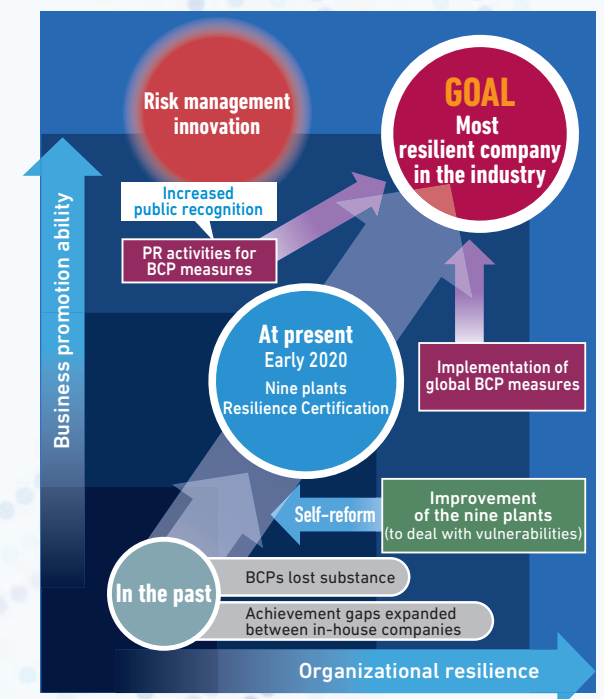 Risk management
innovation
GOAL
Most
resilient company
in the industry
Increased
public recognition
PR activities for
BCP measures
Business promotion ability
At present
Early 2020
Nine plants
Resilience Certification
Implementation of
global BCP measures
Self-reform
Improvement
of the nine plants
(to deal with vulnerabilities)
In the past
BCPs lost substance
Achievement gaps expanded
between in-house companies
Organizational resilience